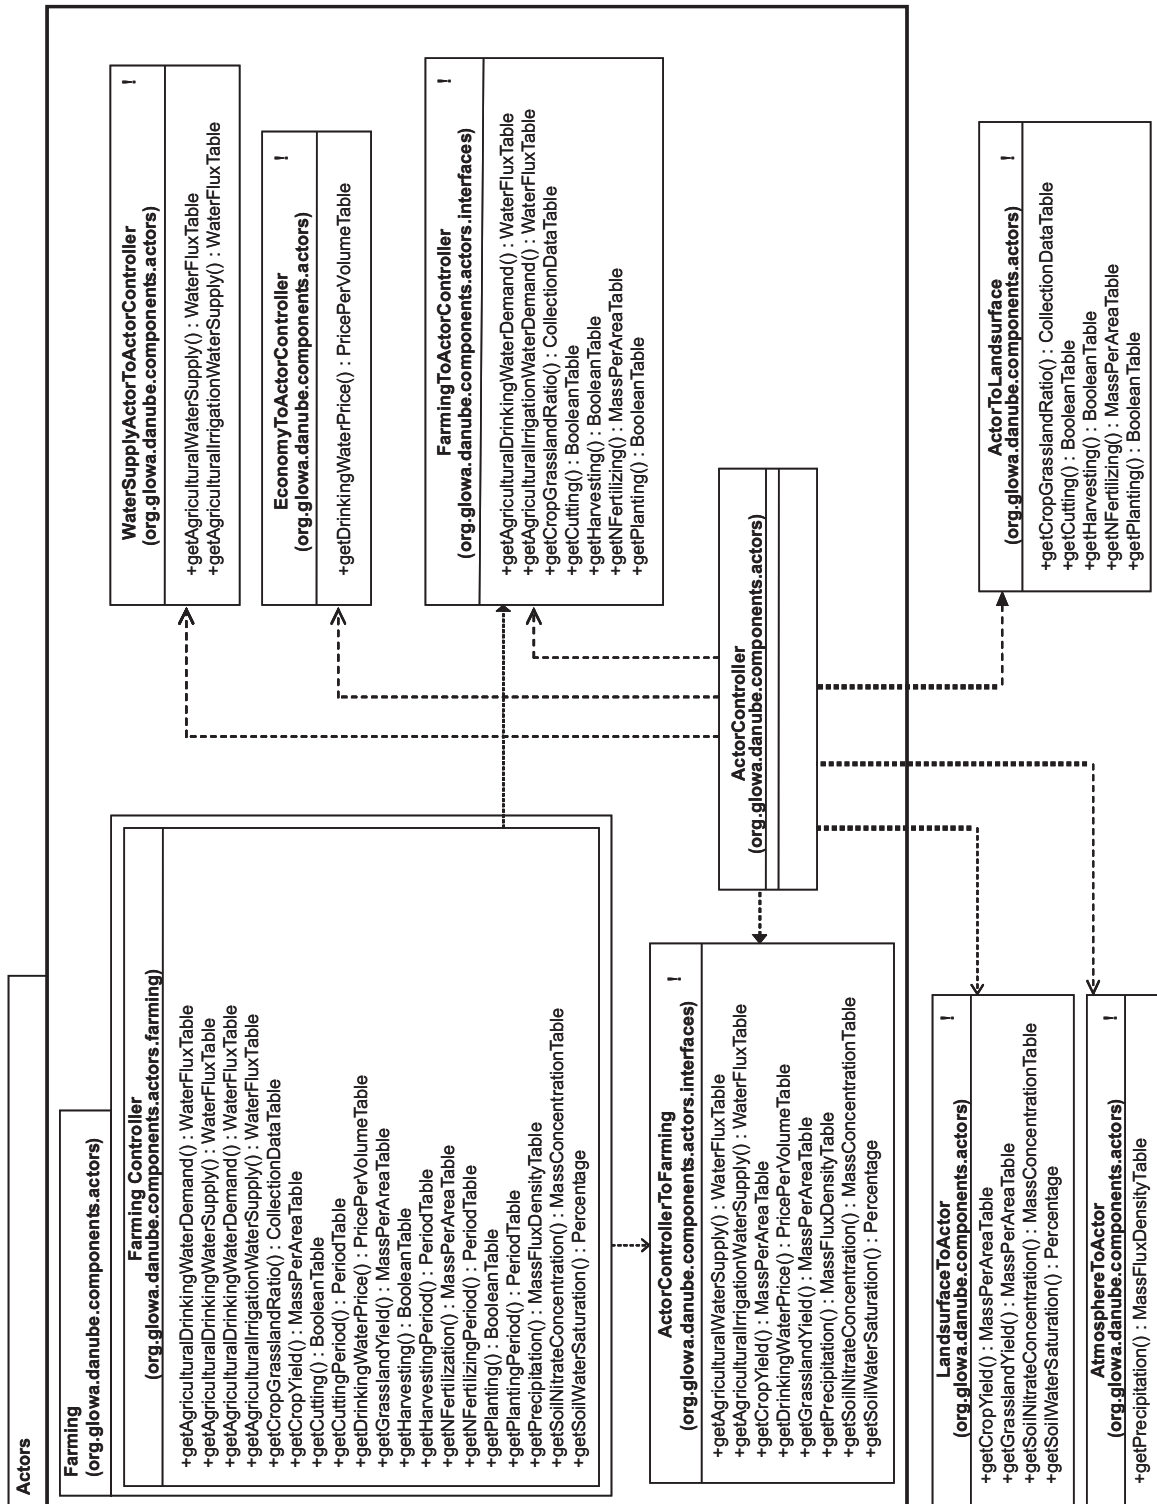 Actors
Farming
(org.glowa.danube.components.actors)
Farming Controller
(org.glowa.danube.components.actors.farming)
+getAgriculturalDrinkingWaterDemand() : WaterFluxTable
+getAgriculturalDrinkingWaterSupply() : WaterFluxTable
+getAgriculturalDrinkingWaterDemand() : WaterFluxTable
+getAgriculturalIrrigationWaterSupply() : WaterFluxTable
+getCropGrasslandRatio() : CollectionDataTable
+getCropYield() : MassPerAreaTable
+getCutting() : BooleanTable
+getCuttingPeriod() : PeriodTable
+getDrinkingWaterPrice() : PricePerVolumeTable
+getGrasslandYield() : MassPerAreaTable
+getHarvesting() : BooleanTable
+getHarvestingPeriod() : PeriodTable
+getNFertilization() : MassPerAreaTable
+getNFertilizingPeriod() : PeriodTable
+getPlanting() : BooleanTable
+getPlantingPeriod() : PeriodTable
+getPrecipitation() : MassFluxDensityTable
+getSoilNitrateConcentration() : MassConcentrationTable
+getSoilWaterSaturation() : Percentage
WaterSupplyActorToActorController
(org.glowa.danube.components.actors)
!
+getAgriculturalWaterSupply() : WaterFluxTable
+getAgriculturalIrrigationWaterSupply() : WaterFluxTable
EconomyToActorController
(org.glowa.danube.components.actors)
!
+getDrinkingWaterPrice() : PricePerVolumeTable
FarmingToActorController
(org.glowa.danube.components.actors.interfaces)
!
+getAgriculturalDrinkingWaterDemand() : WaterFluxTable
+getAgriculturalIrrigationWaterDemand() : WaterFluxTable
+getCropGrasslandRatio() : CollectionDataTable
+getCutting() : BooleanTable
+getHarvesting() : BooleanTable
+getNFertilizing() : MassPerAreaTable
+getPlanting() : BooleanTable
ActorControllerToFarming
(org.glowa.danube.components.actors.interfaces)
!
+getAgriculturalWaterSupply() : WaterFluxTable
+getAgriculturalIrrigationWaterSupply() : WaterFluxTable
+getCropYield() : MassPerAreaTable
+getDrinkingWaterPrice() : PricePerVolumeTable
+getGrasslandYield() : MassPerAreaTable
+getPrecipitation() : MassFluxDensityTable
+getSoilNitrateConcentration() : MassConcentrationTable
+getSoilWaterSaturation() : Percentage
ActorController
(org.glowa.danube.components.actors)
LandsurfaceToActor
(org.glowa.danube.components.actors)
!
+getCropYield() : MassPerAreaTable
+getGrasslandYield() : MassPerAreaTable
+getSoilNitrateConcentration() : MassConcentrationTable
+getSoilWaterSaturation() : Percentage
AtmosphereToActor
(org.glowa.danube.components.actors)
!
+getPrecipitation() : MassFluxDensityTable
ActorToLandsurface
(org.glowa.danube.components.actors)
!
+getCropGrasslandRatio() : CollectionDataTable
+getCutting() : BooleanTable
+getHarvesting() : BooleanTable
+getNFertilizing() : MassPerAreaTable
+getPlanting() : BooleanTable